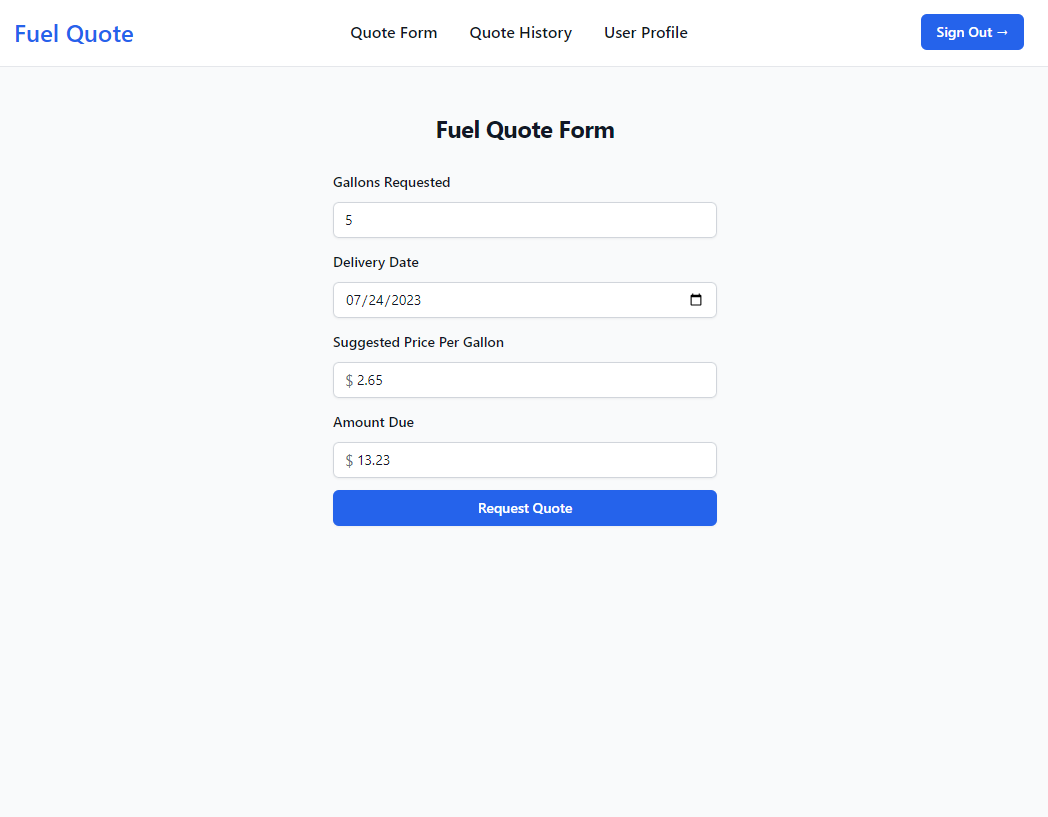 Fuel Quote
Quote Form
Quote History
User Profile
Sign Out →
Fuel Quote Form
Gallons Requested
5
Delivery Date
07/24/2023
Suggested Price Per Gallon
$ 2.65
Amount Due
$ 13.23
Request Quote